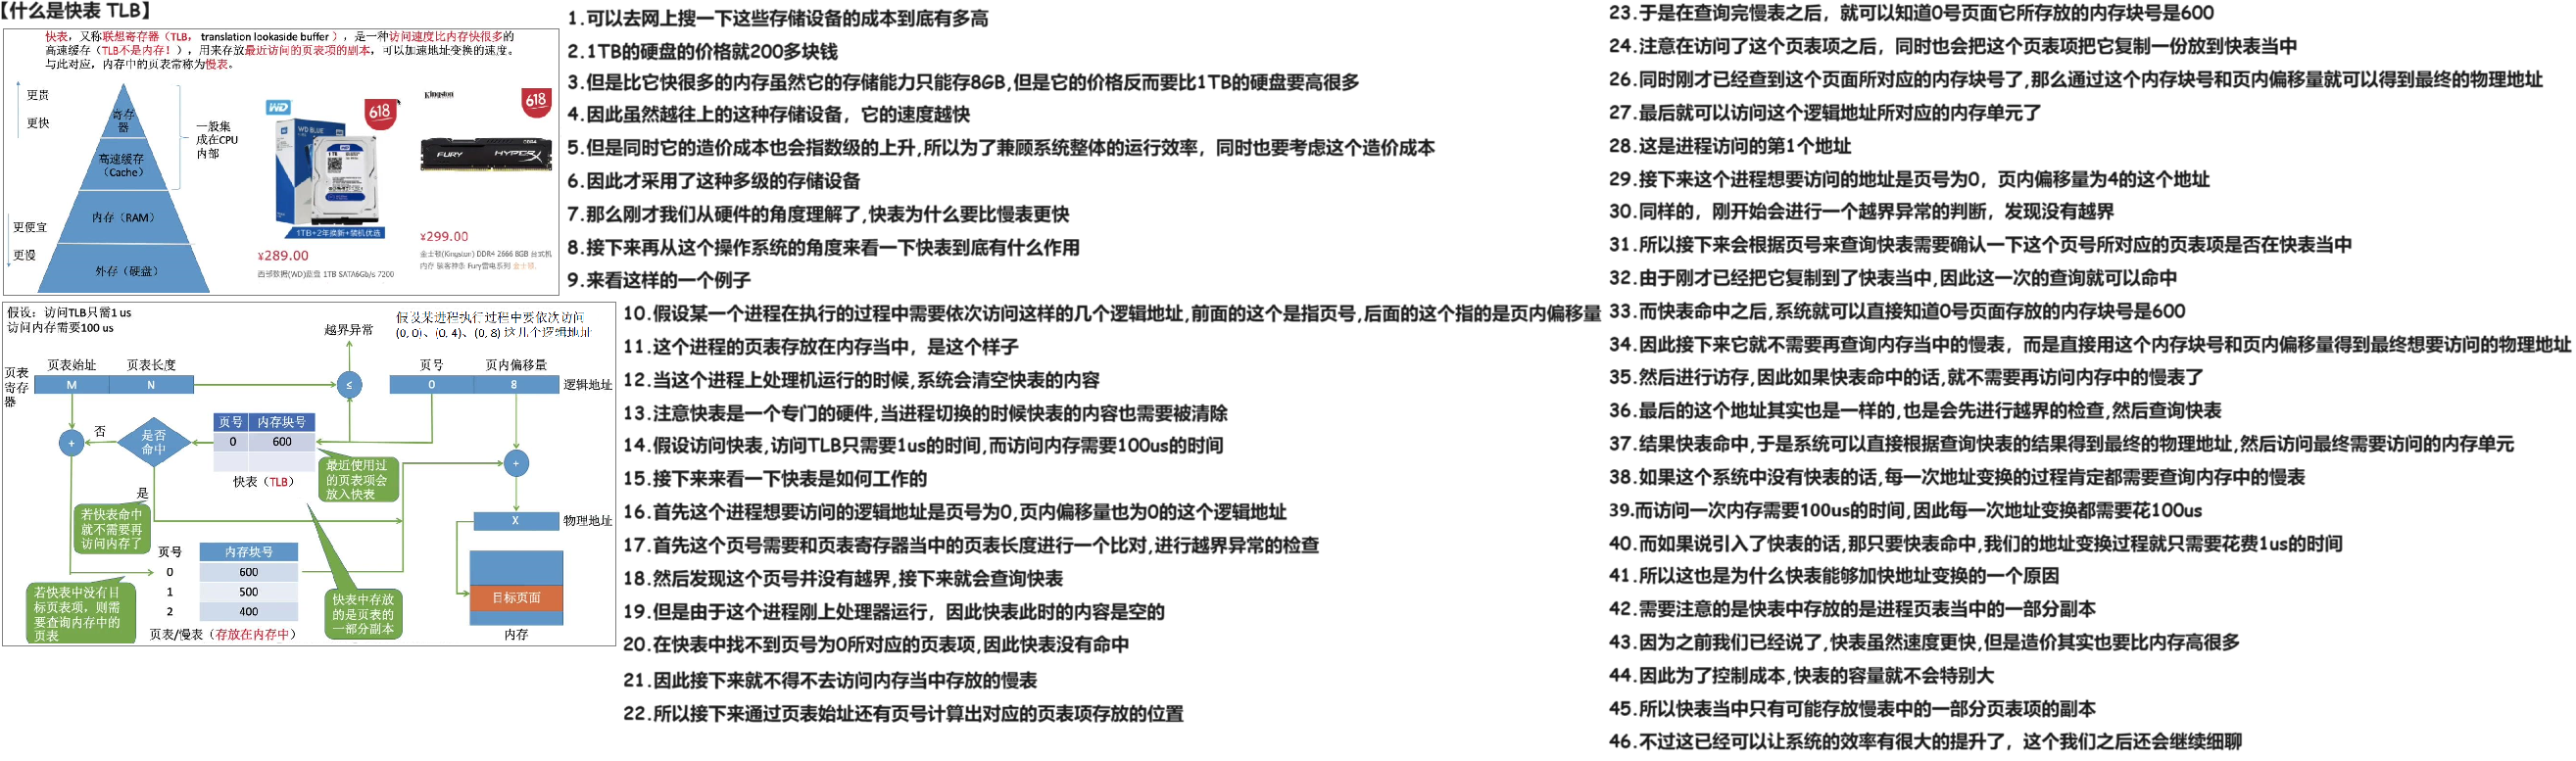 【什么是快表 TLB】
快表，又称联想寄存器（TLB， translation lookaside buffer ），是一种访问速度比内存快很多的
高速缓存（TLB不是内存！），用来存放最近访问的页表项的副本，可以加速地址变换的速度。
与此对应，内存中的页表常称为慢表。
更贵
更快
更便宜
更慢
寄存
器
高速缓存
（Cache）
内存（RAM）
外存（硬盘）
一般集
成在CPU
内部
WD
618
WD BLUE
1TB+2年换新+装机优选
¥289.00
西部数据(WD)蓝盘 1TB SATA6Gb/s 7200
Kingston
618
FURY
HYPERX
DDR4
¥299.00
金士顿(Kingston) DDR4 2666 8GB 台式机
内存 骇客神条 Fury雷电系列
假设：访问TLB只需1 us
访问内存需要100 us
越界异常
假设某进程执行过程中要依次访问
(0, 0)、(0, 4)、(0, 8) 这几个逻辑地址
页表
寄存
器
页表始址 页表长度
M N
≤
页号 页内偏移量
0 8
逻辑地址
+
否
是否
命中
是
页号 内存块号
0 600
快表（TLB）
最近使用过
的页表项会
放入快表
+
X
物理地址
若快表命中
就不需要再
访问内存了
页号 内存块号
0 600
1 500
2 400
页表/慢表（存放在内存中）
若快表中没有目
标页表项，则需
要查询内存中的
页表
快表中存放
的是页表的
一部分副本
目标页面
内存
1.可以去网上搜一下这些存储设备的成本到底有多高
2.1TB的硬盘的价格就200多块钱
3.但是比它快很多的内存虽然它的存储能力只能存8GB,但是它的价格反而要比1TB的硬盘要高很多
4.因此虽然越往上的这种存储设备，它的速度越快
5.但是同时它的造价成本也会指数级的上升,所以为了兼顾系统整体的运行效率，同时也要考虑这个造价成本
6.因此才采用了这种多级的存储设备
7.那么刚才我们从硬件的角度理解了,快表为什么要比慢表更快
8.接下来再从这个操作系统的角度来看一下快表到底有什么作用
9.来看这样的一个例子
10.假设某一个进程在执行的过程中需要依次访问这样的几个逻辑地址,前面的这个是指页号,后面的这个指的是页内偏移量
11.这个进程的页表存放在内存当中，是这个样子
12.当这个进程上处理机运行的时候,系统会清空快表的内容
13.注意快表是一个专门的硬件,当进程切换的时候快表的内容也需要被清除
14.假设访问快表,访问TLB只需要1us的时间,而访问内存需要100us的时间
15.接下来来看一下快表是如何工作的
16.首先这个进程想要访问的逻辑地址是页号为0,页内偏移量也为0的这个逻辑地址
17.首先这个页号需要和页表寄存器当中的页表长度进行一个比对,进行越界异常的检查
18.然后发现这个页号并没有越界,接下来就会查询快表
19.但是由于这个进程刚上处理器运行，因此快表此时的内容是空的
20.在快表中找不到页号为0所对应的页表项,因此快表没有命中
21.因此接下来就不得不去访问内存当中存放的慢表
22.所以接下来通过页表始址还有页号计算出对应的页表项存放的位置
23.于是在查询完慢表之后，就可以知道0号页面它所存放的内存块号是600
24.注意在访问了这个页表项之后，同时也会把这个页表项把它复制一份放到快表当中
26.同时刚才已经查到这个页面所对应的内存块号了,那么通过这个内存块号和页内偏移量就可以得到最终的物理地址
27.最后就可以访问这个逻辑地址所对应的内存单元了
28.这是进程访问的第1个地址
29.接下来这个进程想要访问的地址是页号为0，页内偏移量为4的这个地址
30.同样的，刚开始会进行一个越界异常的判断，发现没有越界
31.所以接下来会根据页号来查询快表需要确认一下这个页号所对应的页表项是否在快表当中
32.由于刚才已经把它复制到了快表当中,因此这一次的查询就可以命中
33.而快表命中之后,系统就可以直接知道0号页面存放的内存块号是600
34.因此接下来它就不需要再查询内存当中的慢表，而是直接用这个内存块号和页内偏移量得到最终想要访问的物理地址
35.然后进行访存,因此如果快表命中的话,就不需要再访问内存中的慢表了
36.最后的这个地址其实也是一样的,也是会先进行越界的检查,然后查询快表
37.结果快表命中,于是系统可以直接根据查询快表的结果得到最终的物理地址,然后访问最终需要访问的内存单元
38.如果这个系统中没有快表的话,每一次地址变换的过程肯定都需要查询内存中的慢表
39.而访问一次内存需要100us的时间,因此每一次地址变换都需要花100us
40.而如果说引入了快表的话,那只要快表命中,我们的地址变换过程就只需要花费1us的时间
41.所以这也是为什么快表能够加快地址变换的一个原因
42.需要注意的是快表中存放的是进程页表当中的一部分副本
43.因为之前我们已经说了,快表虽然速度更快,但是造价其实也要比内存高很多
44.因此为了控制成本,快表的容量就不会特别大
45.所以快表当中只有可能存放慢表中的一部分页表项的副本
46.不过这已经可以让系统的效率有很大的提升了，这个我们之后还会继续细聊